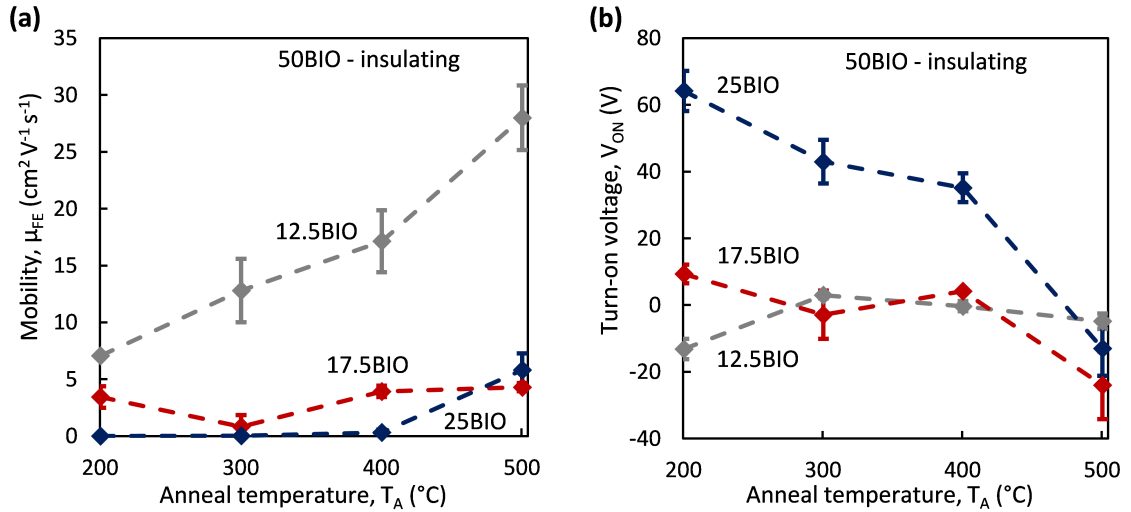 (a)
35
30
25
20
15
10
5
0
Mobility, μFE (cm² V⁻¹ s⁻¹)
50BIO - insulating
12.5BIO
17.5BIO
25BIO
200 300 400 500
Anneal temperature, TA (°C)
(b)
80
60
40
20
0
-20
-40
Turn-on voltage, VON (V)
50BIO - insulating
25BIO
17.5BIO
12.5BIO
200 300 400 500
Anneal temperature, TA (°C)